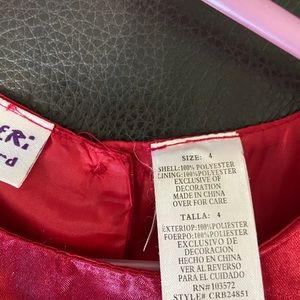 ER:
rd
SIZE: 4
SHELL:100% POLYESTER
LINING:100%POLYESTER
EXCLUSIVE OF
DECORATION
MADE IN CHINA
OVER FOR CARE
TALLA: 4
EXTERIOP:100%POLIESTER
FOERPO:100%POLIESTER
EXCLUSIVO DE
DECORACION
HECHO EN CHINA
VER AL REVERSO
PARA EL CUIDADO
RN#103572
STYLE# CRB24851